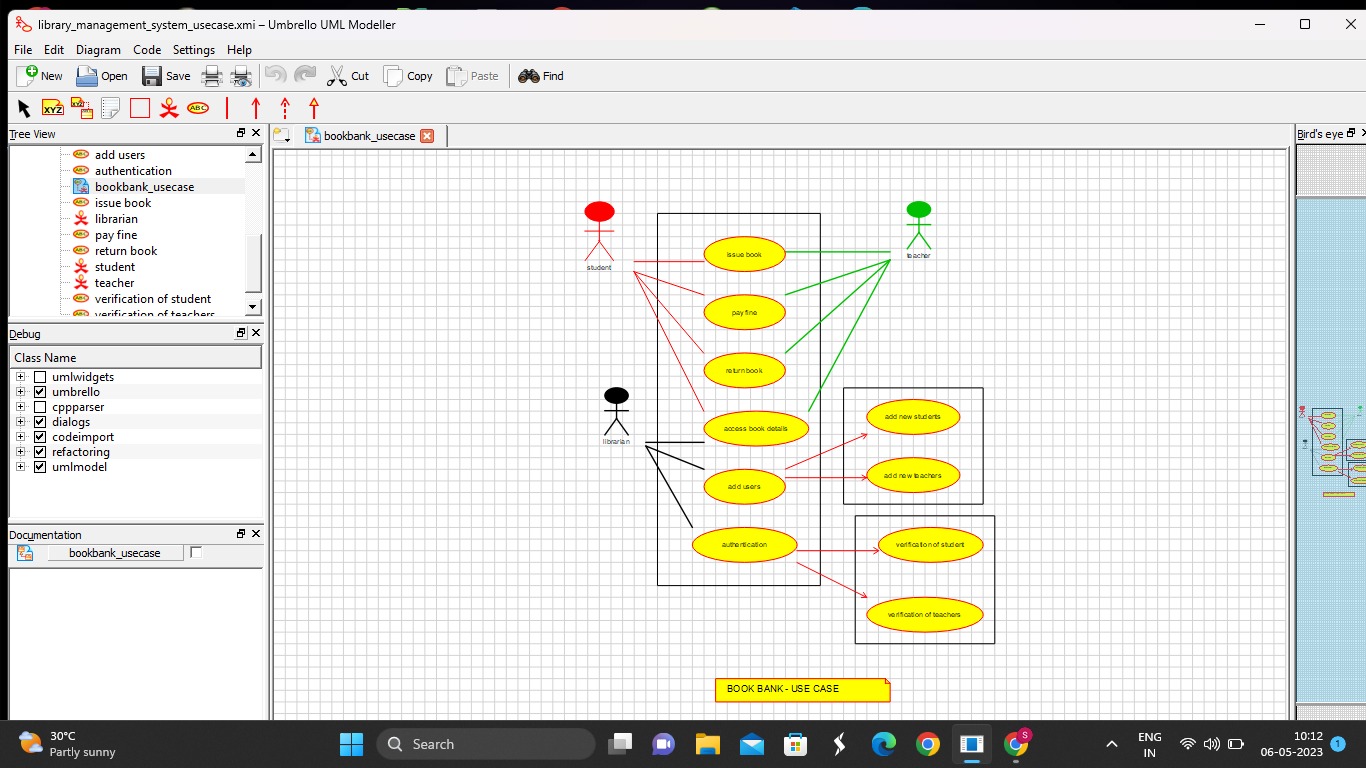 library_management_system_usecase.xmi – Umbrello UML Modeller
File Edit Diagram Code Settings Help
New Open Save Cut Copy Paste Find
XYZ XYZ ABC
Tree View
bookbank_usecase
Bird's eye
add users
authentication
bookbank_usecase
issue book
librarian
pay fine
return book
student
teacher
verification of student
verification of teachers
Debug
Class Name
umlwidgets
umbrello
cppparser
dialogs
codeimport
refactoring
umlmodel
Documentation
bookbank_usecase
student
teacher
issue book
pay fine
return book
librarian
access book details
add users
authentication
add new students
add new teachers
verification of student
verification of teachers
BOOK BANK - USE CASE
30°C
Partly sunny
Search
S
ENG
IN
10:12
06-05-2023
1